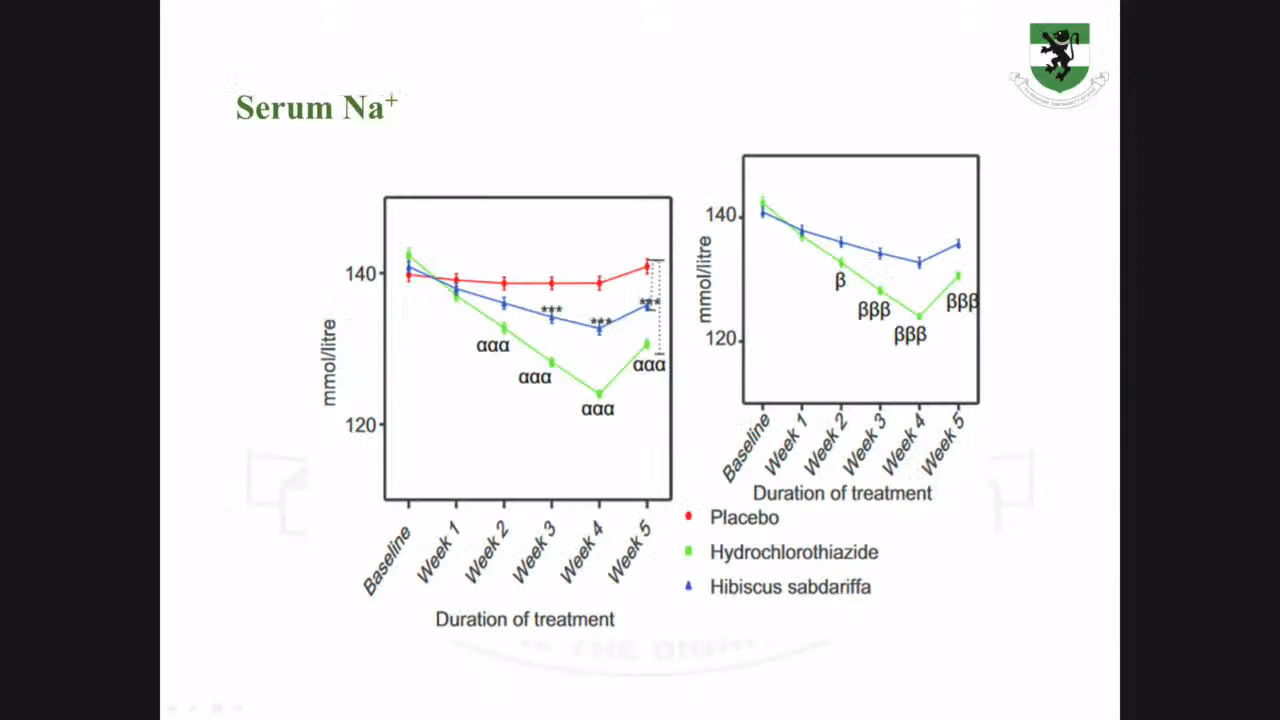 Serum Na+
140
120
mmol/litre
***
***
***
ααα
ααα
ααα
ααα
Baseline
Week 1
Week 2
Week 3
Week 4
Week 5
Duration of treatment
140
120
mmol/litre
β
βββ
βββ
βββ
Baseline
Week 1
Week 2
Week 3
Week 4
Week 5
Duration of treatment
Placebo
Hydrochlorothiazide
Hibiscus sabdariffa